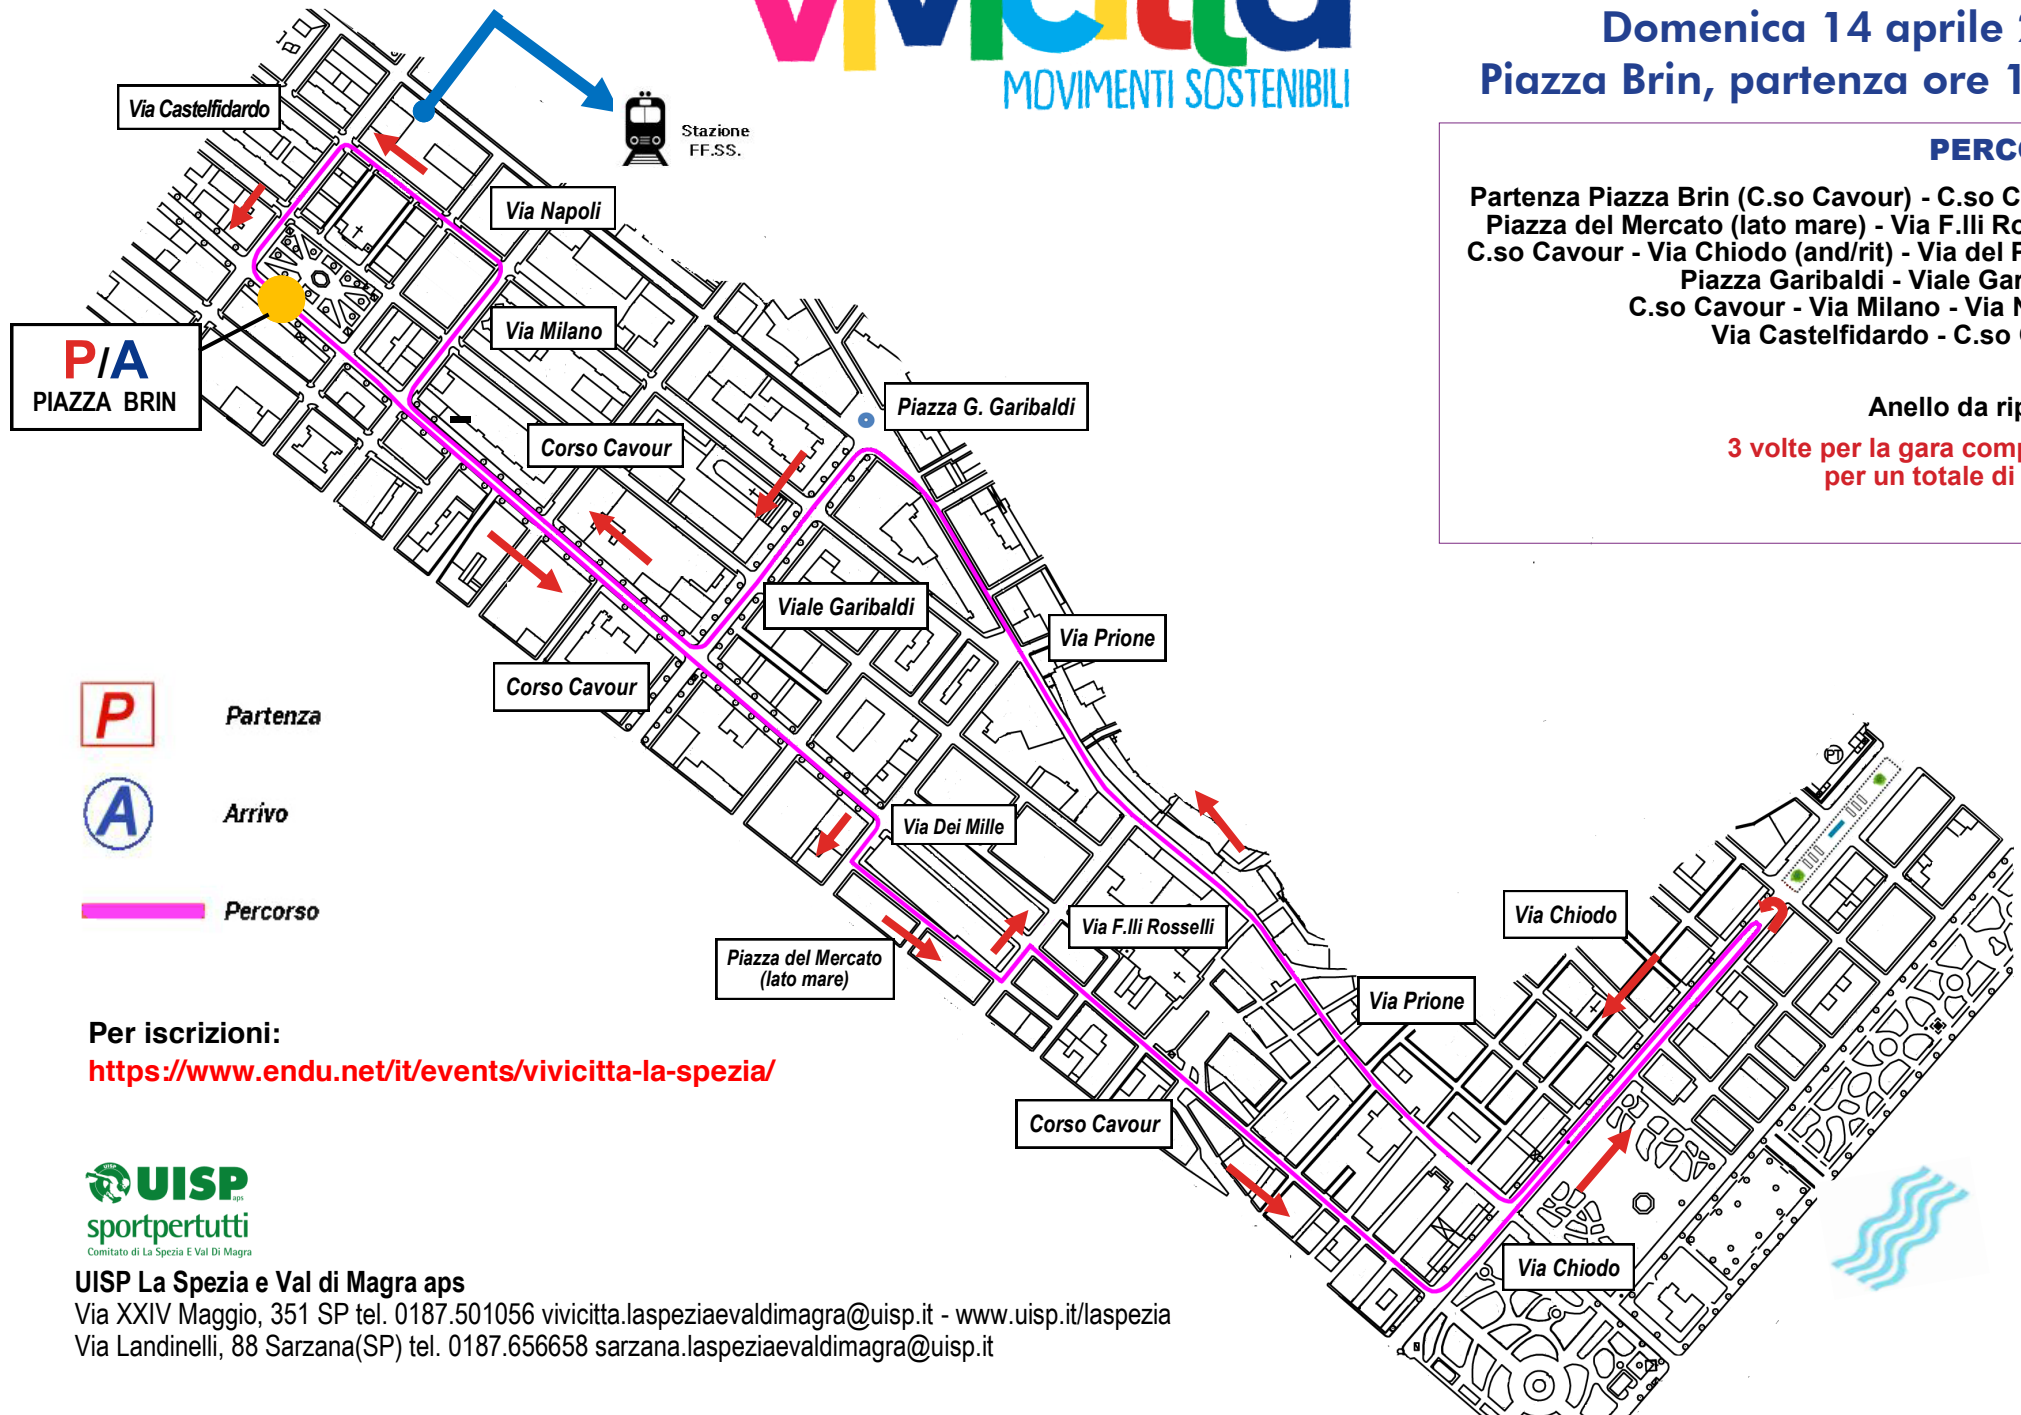 vivicittà
MOVIMENTI SOSTENIBILI
Domenica 14 aprile
Piazza Brin, partenza ore 1
PERCO
Partenza Piazza Brin (C.so Cavour) - C.so C
Piazza del Mercato (lato mare) - Via F.lli Ro
C.so Cavour - Via Chiodo (and/rit) - Via del P
Piazza Garibaldi - Viale Gar
C.so Cavour - Via Milano - Via N
Via Castelfidardo - C.so
Anello da rip
3 volte per la gara comp
per un totale di
Via Castelfidardo
Stazione
FF.SS.
Via Napoli
Via Milano
P/A
PIAZZA BRIN
Piazza G. Garibaldi
Corso Cavour
Viale Garibaldi
Via Prione
Corso Cavour
P
Partenza
A
Arrivo
Percorso
PT
Via Dei Mille
Via F.lli Rosselli
Via Chiodo
Piazza del Mercato
(lato mare)
Via Prione
Corso Cavour
Via Chiodo
Per iscrizioni:
https://www.endu.net/it/events/vivicitta-la-spezia/
UISP
UISP
aps
sportpertutti
Comitato di La Spezia E Val Di Magra
UISP La Spezia e Val di Magra aps
Via XXIV Maggio, 351 SP tel. 0187.501056 vivicitta.laspeziaevaldimagra@uisp.it - www.uisp.it/laspezia
Via Landinelli, 88 Sarzana(SP) tel. 0187.656658 sarzana.laspeziaevaldimagra@uisp.it